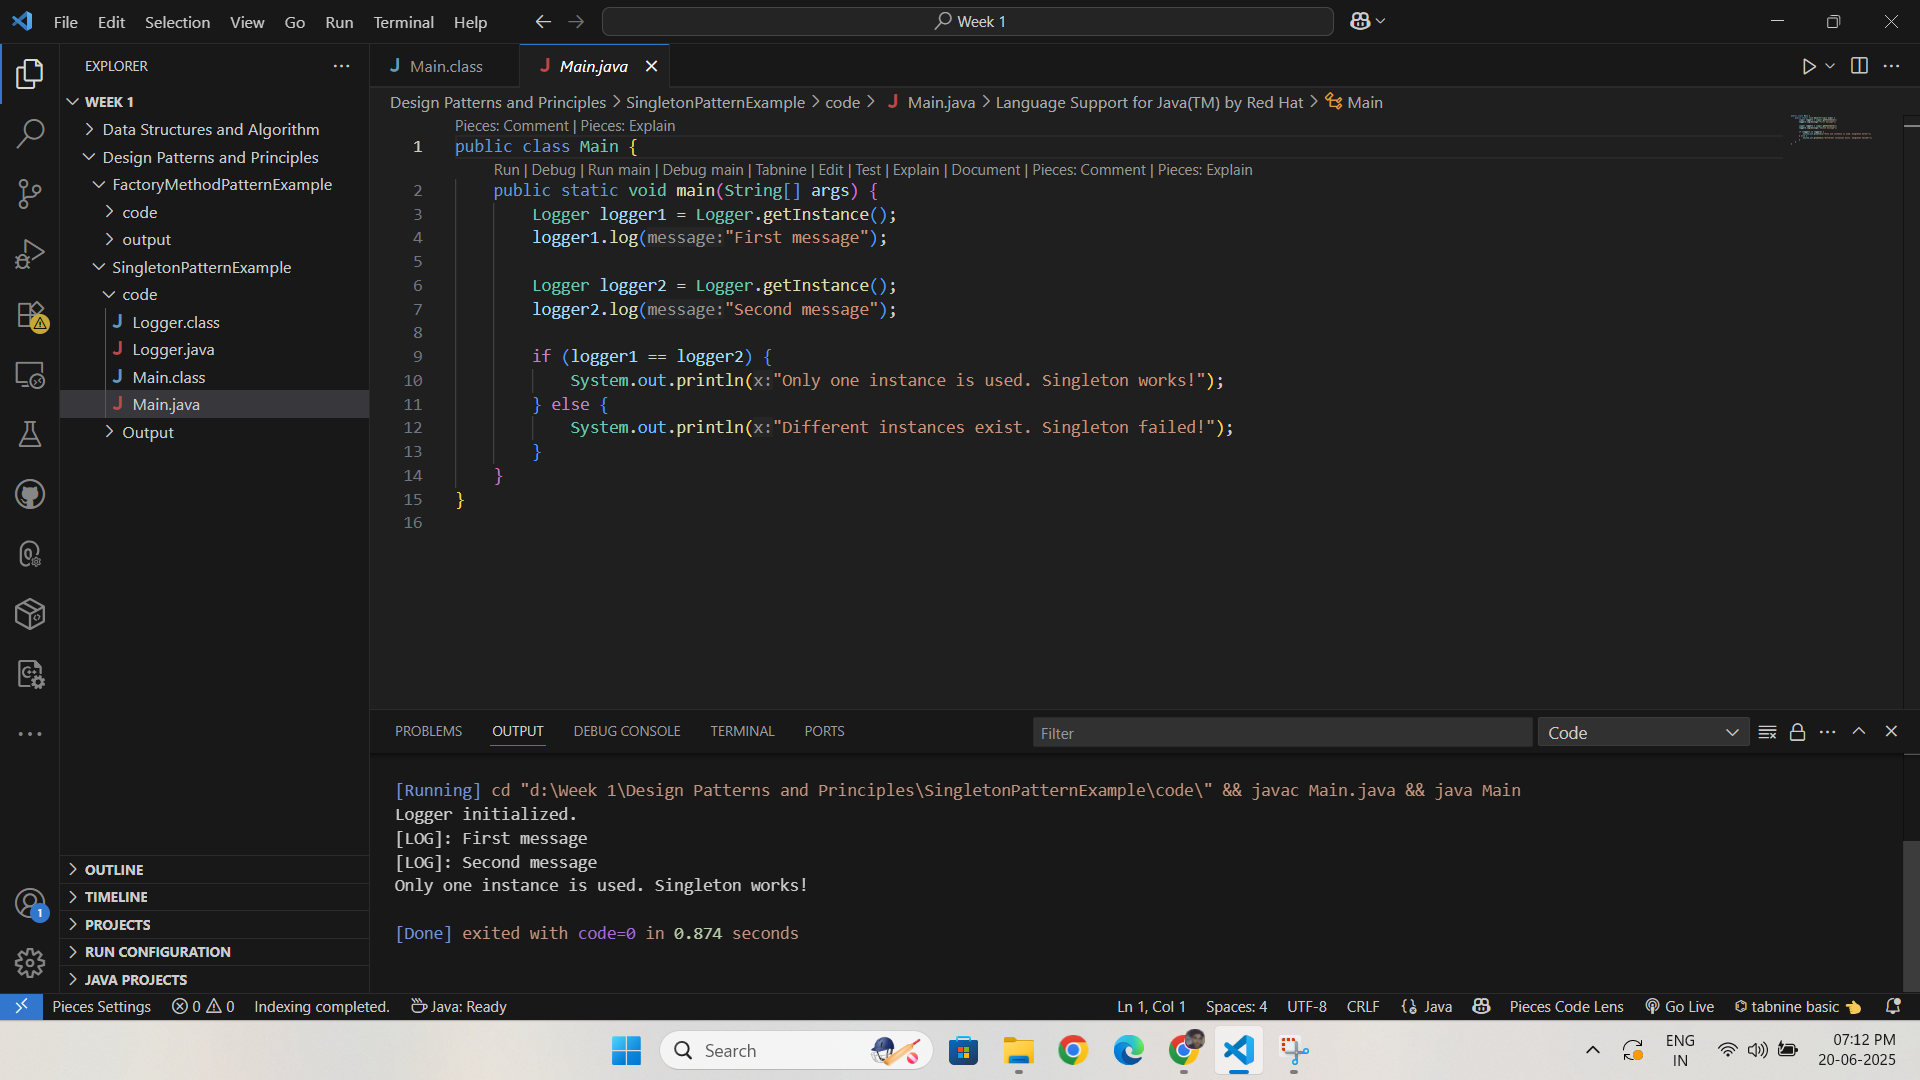 File Edit Selection View Go Run Terminal Help
Week 1
EXPLORER
WEEK 1
Data Structures and Algorithm
Design Patterns and Principles
FactoryMethodPatternExample
code
output
SingletonPatternExample
code
Logger.class
Logger.java
Main.class
Main.java
Output
OUTLINE
TIMELINE
PROJECTS
RUN CONFIGURATION
JAVA PROJECTS
Main.class Main.java
Design Patterns and Principles > SingletonPatternExample > code > Main.java > Language Support for Java(TM) by Red Hat > Main
Pieces: Comment | Pieces: Explain
1 public class Main {
Run | Debug | Run main | Debug main | Tabnine | Edit | Test | Explain | Document | Pieces: Comment | Pieces: Explain
2 public static void main(String[] args) {
3 Logger logger1 = Logger.getInstance();
4 logger1.log(message:"First message");
5
6 Logger logger2 = Logger.getInstance();
7 logger2.log(message:"Second message");
8
9 if (logger1 == logger2) {
10 System.out.println(x:"Only one instance is used. Singleton works!");
11 } else {
12 System.out.println(x:"Different instances exist. Singleton failed!");
13 }
14 }
15 }
16
PROBLEMS OUTPUT DEBUG CONSOLE TERMINAL PORTS
Filter
Code
[Running] cd "d:\Week 1\Design Patterns and Principles\SingletonPatternExample\code\" && javac Main.java && java Main
Logger initialized.
[LOG]: First message
[LOG]: Second message
Only one instance is used. Singleton works!
[Done] exited with code=0 in 0.874 seconds
1
Pieces Settings 0 0 Indexing completed. Java: Ready
Ln 1, Col 1 Spaces: 4 UTF-8 CRLF {} Java Pieces Code Lens Go Live tabnine basic
Search
ENG
IN
07:12 PM
20-06-2025